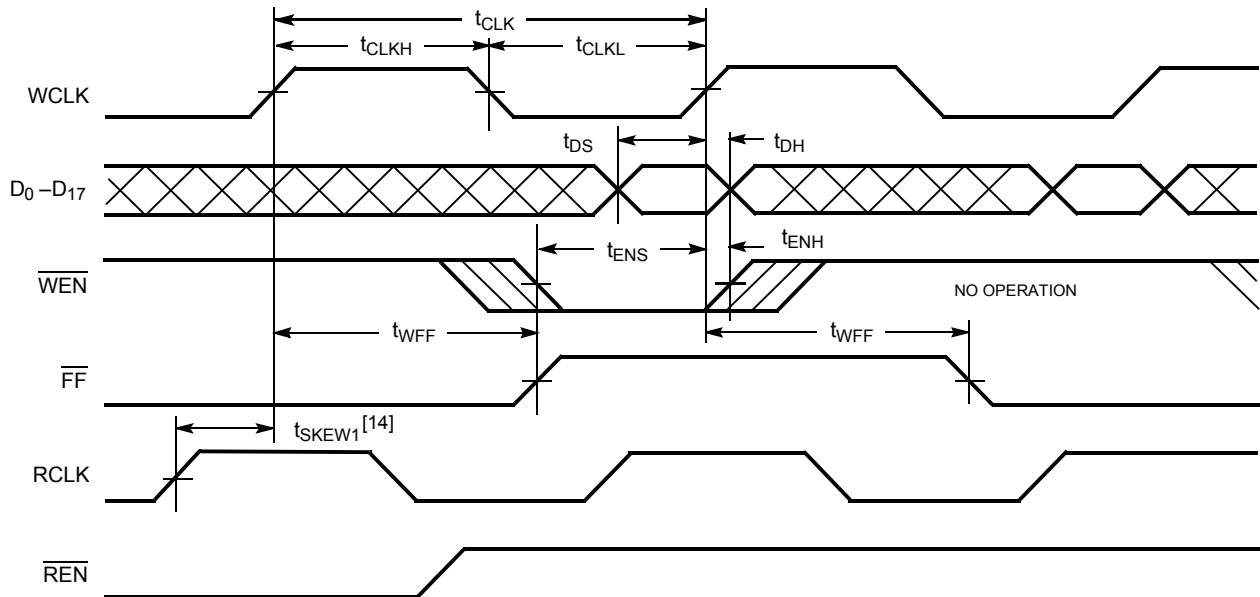 tCLK
tCLKH
tCLKL
WCLK
tDS
tDH
D0 –D17
tENS
tENH
WEN
NO OPERATION
tWFF
tWFF
FF
tSKEW1[14]
RCLK
REN